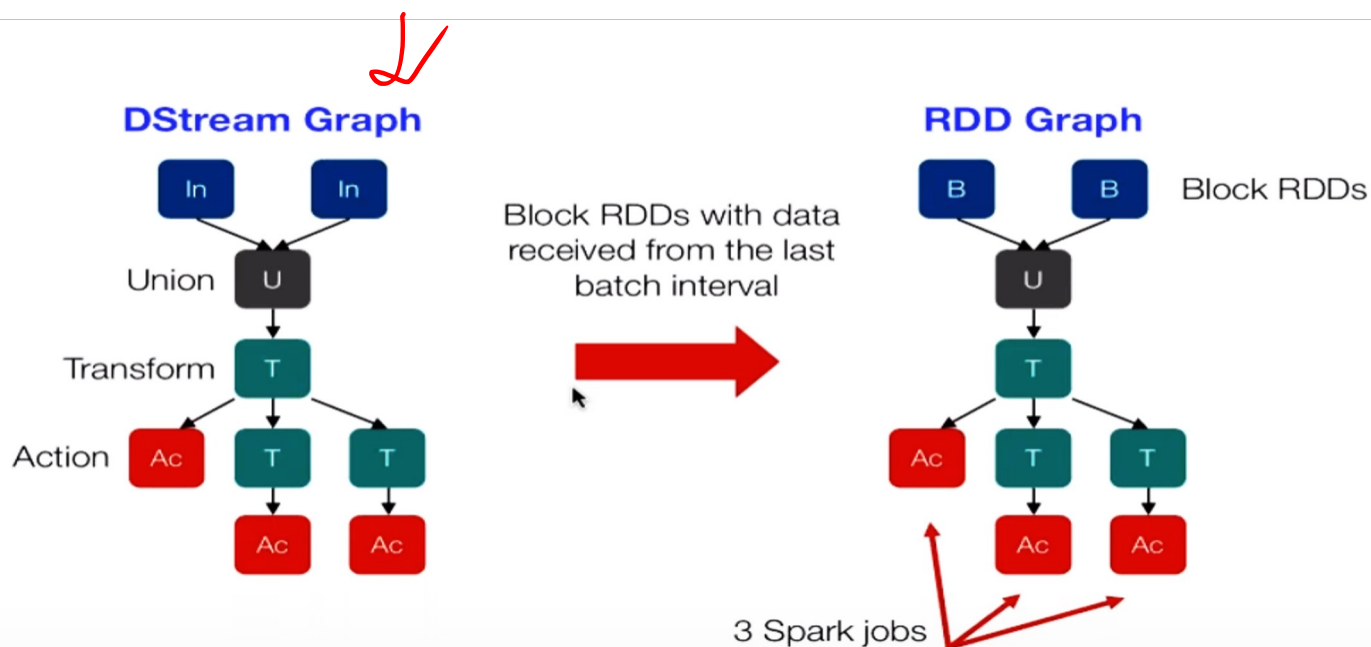 DStream Graph
In
In
Union
U
Transform
T
Action
Ac
T
T
Ac
Ac
Block RDDs with data
received from the last
batch interval
RDD Graph
B
B
Block RDDs
U
T
Ac
T
T
Ac
Ac
3 Spark jobs